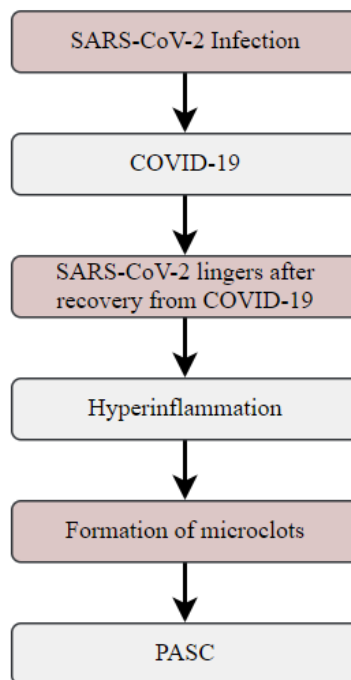 SARS-CoV-2 Infection
COVID-19
SARS-CoV-2 lingers after
recovery from COVID-19
Hyperinflammation
Formation of microclots
PASC